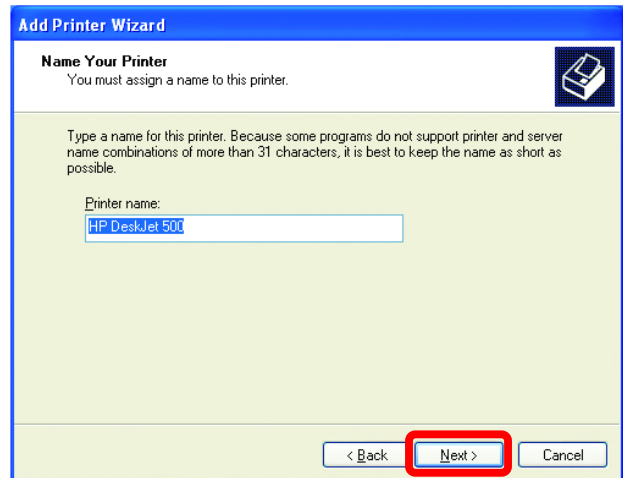 Add Printer Wizard
Name Your Printer
You must assign a name to this printer.
Type a name for this printer. Because some programs do not support printer and server
name combinations of more than 31 characters, it is best to keep the name as short as
possible.
Printer name:
HP DeskJet 500
< Back
Next >
Cancel